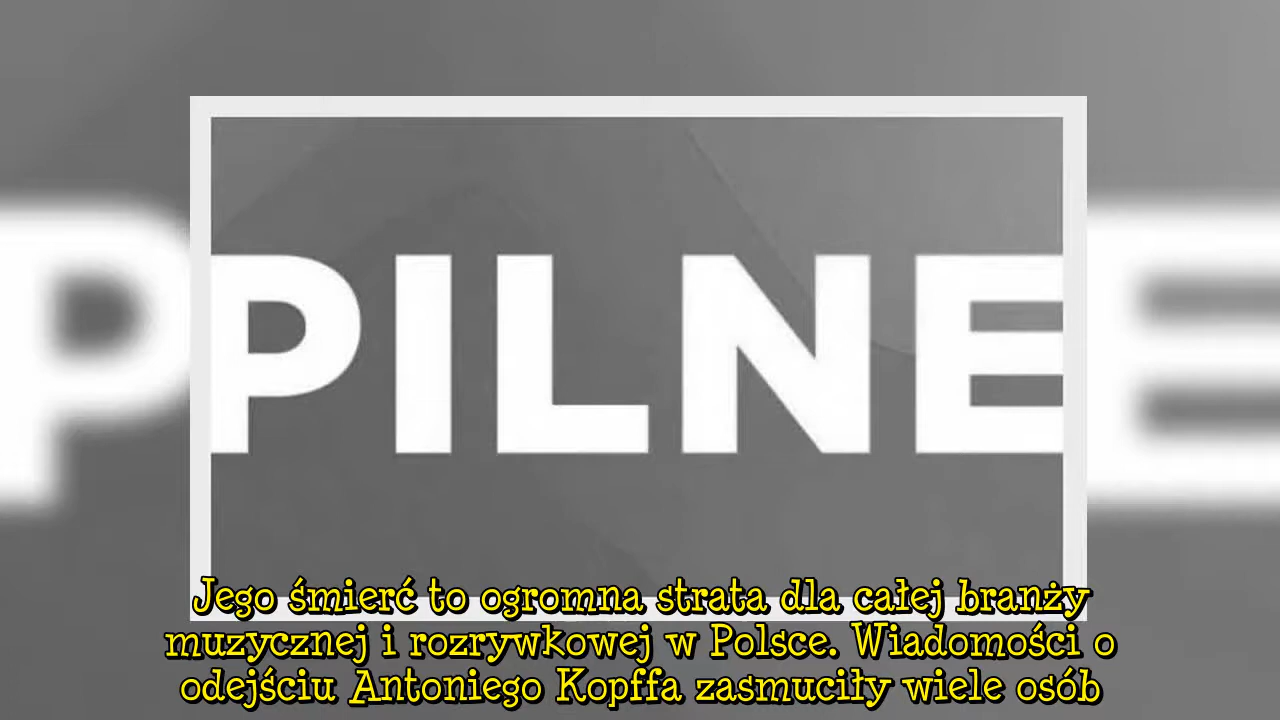 PILNE
Jego śmierć to ogromna strata dla całej branży
muzycznej i rozrywkowej w Polsce. Wiadomości o
odejściu Antoniego Kopffa zasmuciły wiele osób